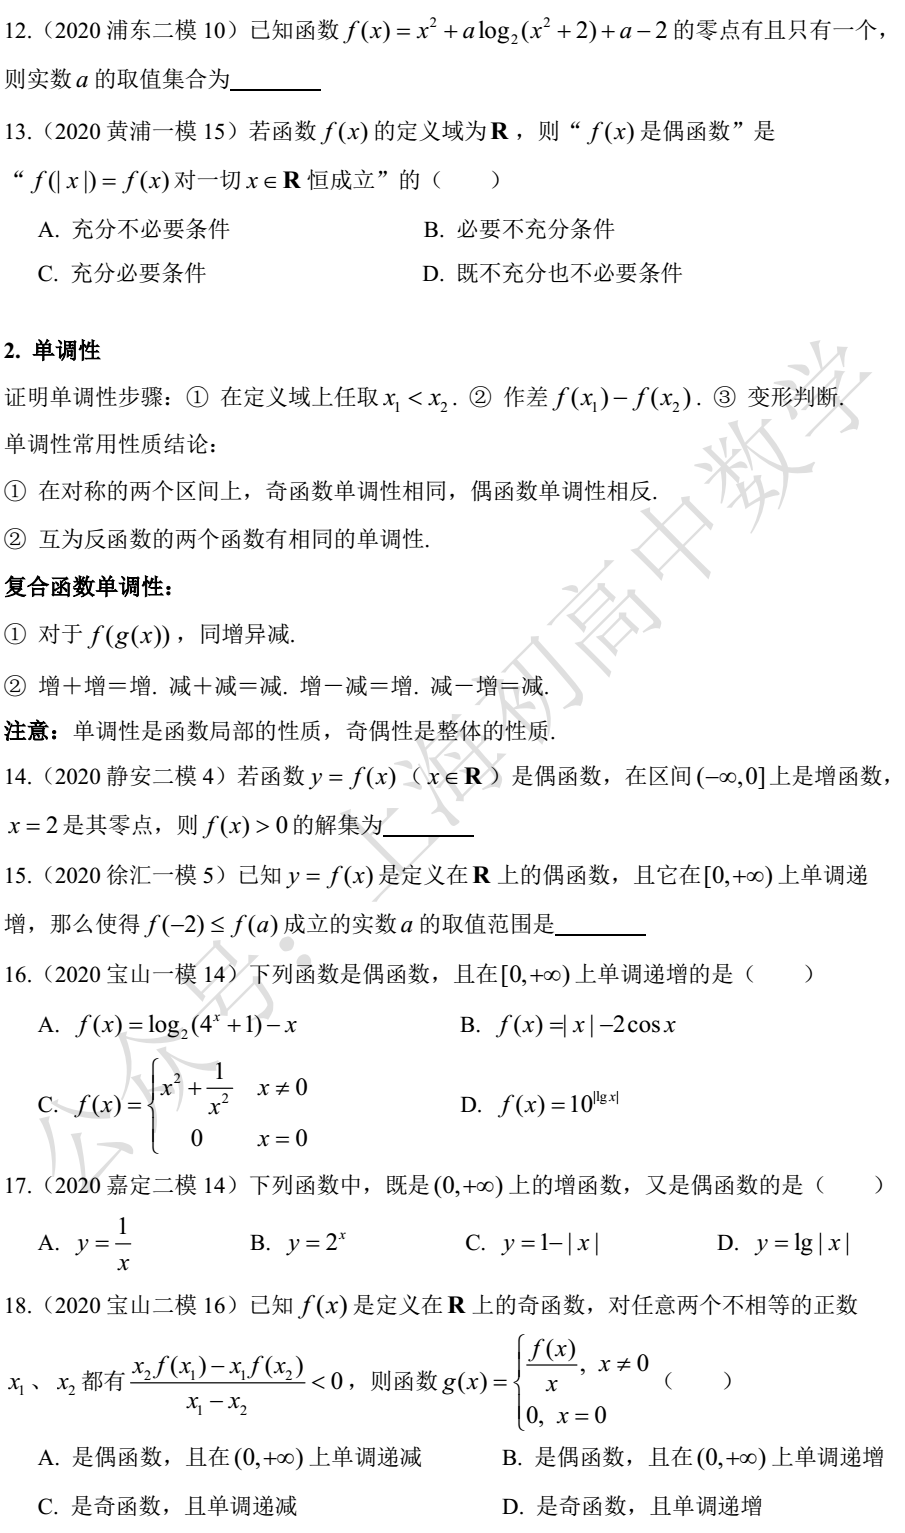 12.（2020 浦东二模 10）已知函数 f(x) = x² + a log₂(x² + 2) + a − 2 的零点有且只有一个，
则实数 a 的取值集合为________
13.（2020 黄浦一模 15）若函数 f(x) 的定义域为 R，则“ f(x) 是偶函数”是
“ f(| x |) = f(x) 对一切 x ∈ R 恒成立”的（　　）
A. 充分不必要条件 B. 必要不充分条件
C. 充分必要条件 D. 既不充分也不必要条件
2. 单调性
证明单调性步骤：① 在定义域上任取 x₁ < x₂. ② 作差 f(x₁) − f(x₂). ③ 变形判断.
单调性常用性质结论：
① 在对称的两个区间上，奇函数单调性相同，偶函数单调性相反.
② 互为反函数的两个函数有相同的单调性.
复合函数单调性：
① 对于 f(g(x))，同增异减.
② 增＋增＝增. 减＋减＝减. 增－减＝增. 减－增＝减.
注意：单调性是函数局部的性质，奇偶性是整体的性质.
14.（2020 静安二模 4）若函数 y = f(x)（x ∈ R）是偶函数，在区间 (−∞,0] 上是增函数，
x = 2 是其零点，则 f(x) > 0 的解集为________
15.（2020 徐汇一模 5）已知 y = f(x) 是定义在 R 上的偶函数，且它在 [0,+∞) 上单调递
增，那么使得 f(−2) ≤ f(a) 成立的实数 a 的取值范围是________
16.（2020 宝山一模 14）下列函数是偶函数，且在 [0,+∞) 上单调递增的是（　　）
A. f(x) = log₂(4ˣ + 1) − x B. f(x) = | x | −2cos x
C. f(x) = { x² + 1/x² x ≠ 0
0 x = 0 D. f(x) = 10^|lg x|
17.（2020 嘉定二模 14）下列函数中，既是 (0,+∞) 上的增函数，又是偶函数的是（　　）
A. y = 1/x B. y = 2ˣ C. y = 1− | x | D. y = lg | x |
18.（2020 宝山二模 16）已知 f(x) 是定义在 R 上的奇函数，对任意两个不相等的正数
x₁、x₂ 都有 (x₂f(x₁) − x₁f(x₂))/(x₁ − x₂) < 0，则函数 g(x) = { f(x)/x, x ≠ 0
0, x = 0（　　）
A. 是偶函数，且在 (0,+∞) 上单调递减 B. 是偶函数，且在 (0,+∞) 上单调递增
C. 是奇函数，且单调递减 D. 是奇函数，且单调递增
公众号：上海初高中数学